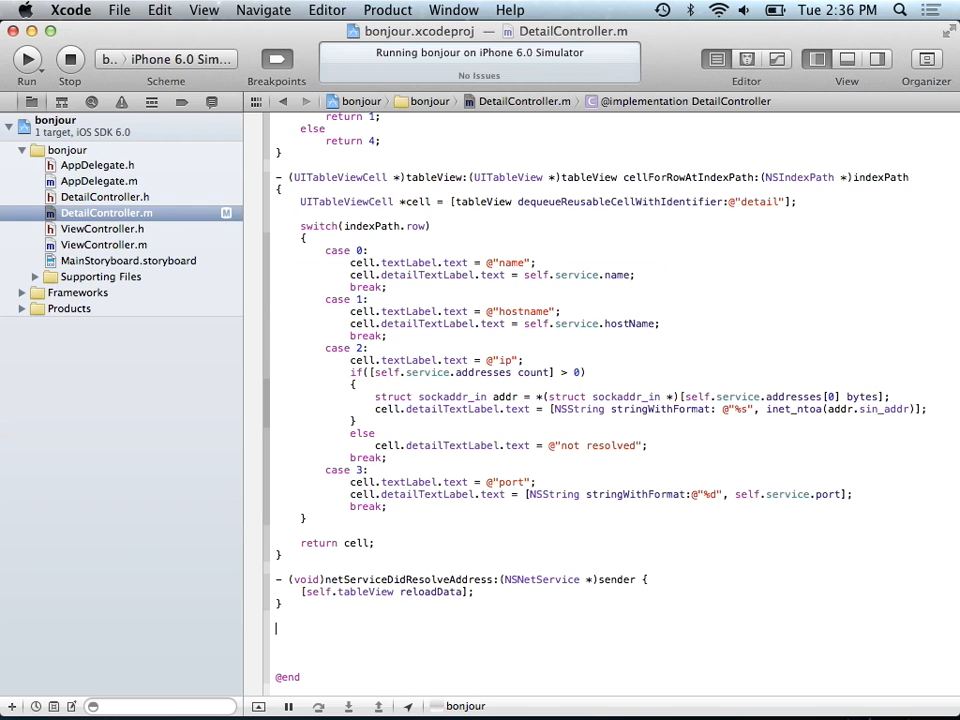 Xcode File Edit View Navigate Editor Product Window Help Tue 2:36 PM
bonjour.xcodeproj — DetailController.m
b.. › iPhone 6.0 Sim...
Running bonjour on iPhone 6.0 Simulator
No Issues
Run Stop Scheme Breakpoints Editor View Organizer
bonjour › bonjour › DetailController.m › @implementation DetailController
bonjour
1 target, iOS SDK 6.0
bonjour
AppDelegate.h
AppDelegate.m
DetailController.h
DetailController.m M
ViewController.h
ViewController.m
MainStoryboard.storyboard
Supporting Files
Frameworks
Products
return 1;
else
return 4;
}
- (UITableViewCell *)tableView:(UITableView *)tableView cellForRowAtIndexPath:(NSIndexPath *)indexPath
{
UITableViewCell *cell = [tableView dequeueReusableCellWithIdentifier:@"detail"];
switch(indexPath.row)
{
case 0:
cell.textLabel.text = @"name";
cell.detailTextLabel.text = self.service.name;
break;
case 1:
cell.textLabel.text = @"hostname";
cell.detailTextLabel.text = self.service.hostName;
break;
case 2:
cell.textLabel.text = @"ip";
if([self.service.addresses count] > 0)
{
struct sockaddr_in addr = *(struct sockaddr_in *)[self.service.addresses[0] bytes];
cell.detailTextLabel.text = [NSString stringWithFormat: @"%s", inet_ntoa(addr.sin_addr)];
}
else
cell.detailTextLabel.text = @"not resolved";
break;
case 3:
cell.textLabel.text = @"port";
cell.detailTextLabel.text = [NSString stringWithFormat:@"%d", self.service.port];
break;
}
return cell;
}
- (void)netServiceDidResolveAddress:(NSNetService *)sender {
[self.tableView reloadData];
}
@end
bonjour